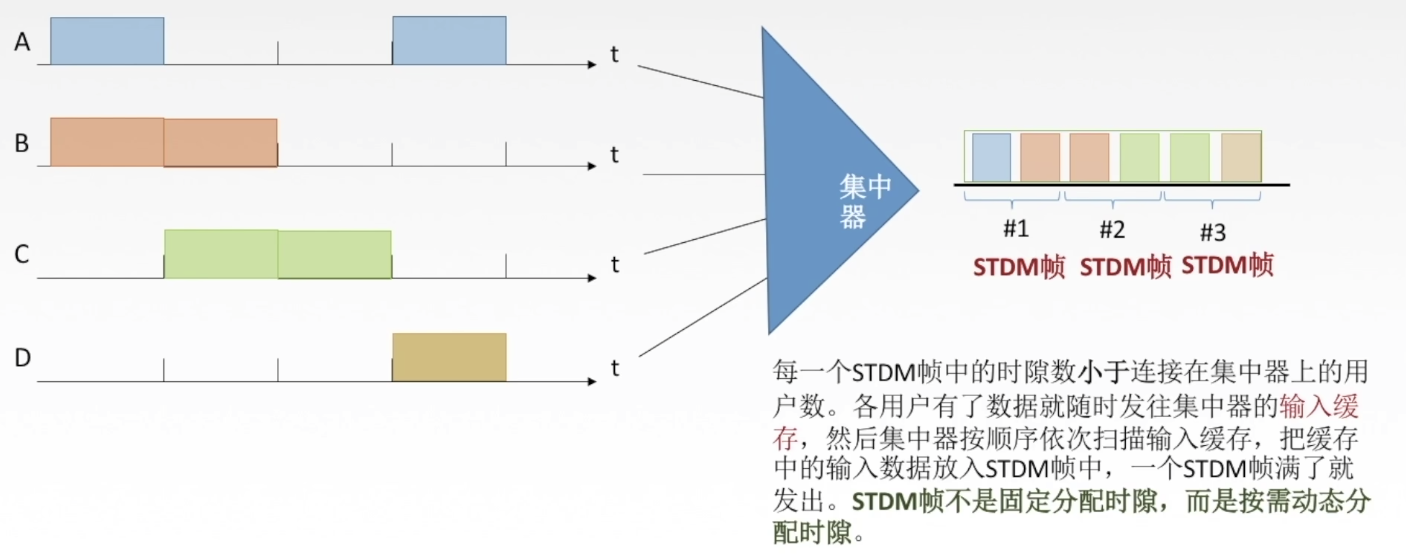 A
t
B
t
C
t
D
t
集中
器
#1
#2
#3
STDM帧
STDM帧
STDM帧
每一个STDM帧中的时隙数小于连接在集中器上的用
户数。各用户有了数据就随时发往集中器的输入缓
存，然后集中器按顺序依次扫描输入缓存，把缓存
中的输入数据放入STDM帧中，一个STDM帧满了就
发出。STDM帧不是固定分配时隙，而是按需动态分
配时隙。